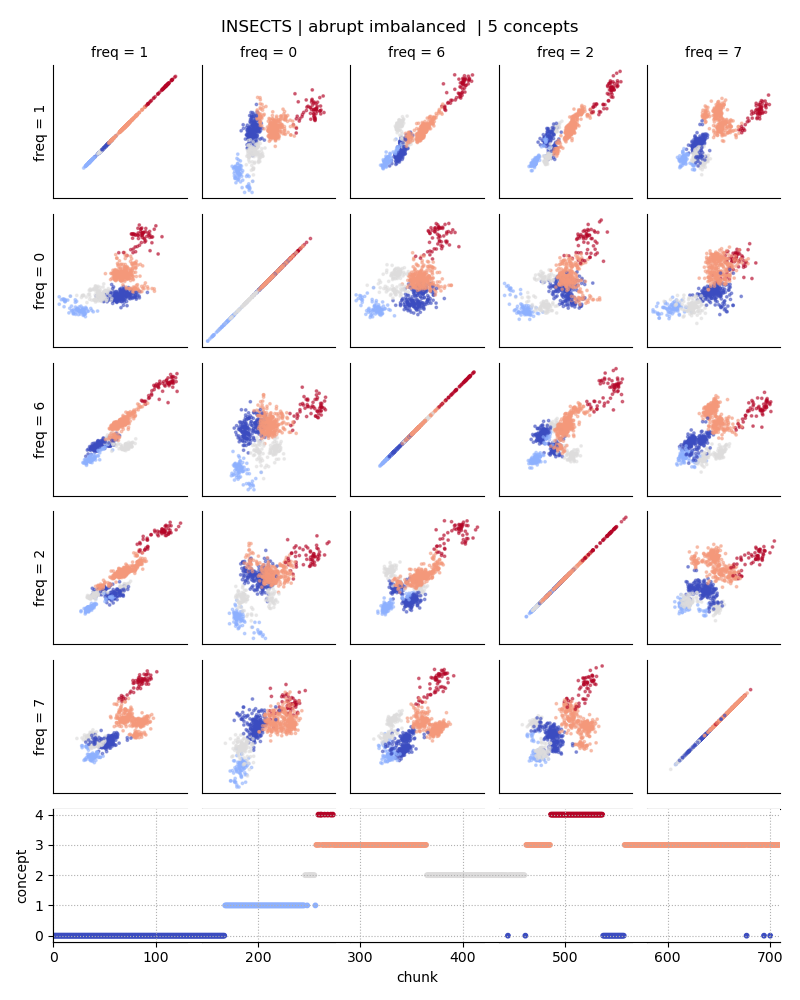 INSECTS | abrupt imbalanced | 5 concepts
freq = 1
freq = 0
freq = 6
freq = 2
freq = 7
freq = 1
freq = 0
freq = 6
freq = 2
freq = 7
4
3
2
1
0
concept
0
100
200
300
400
500
600
700
chunk